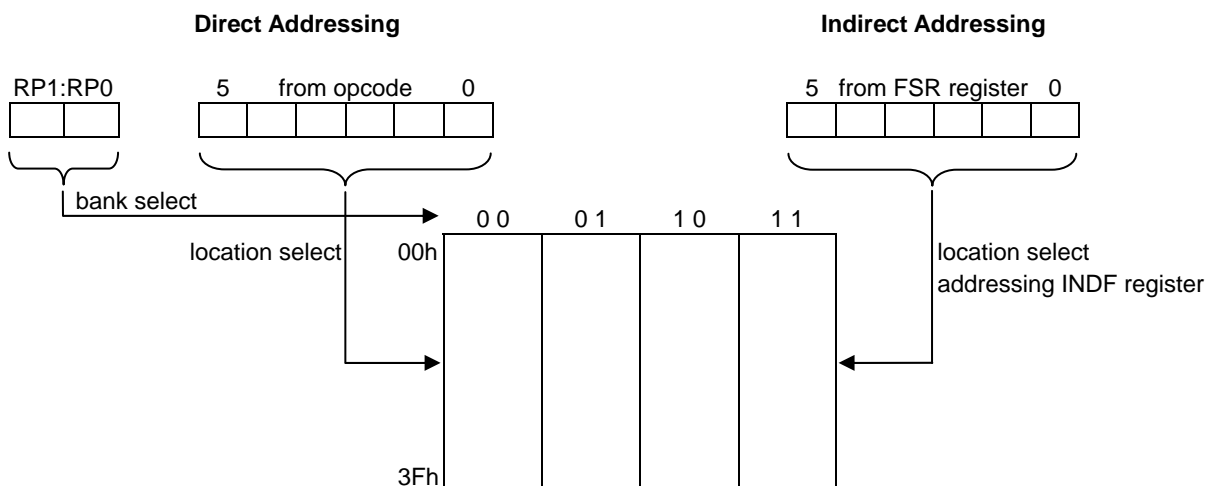 Direct Addressing
Indirect Addressing
RP1:RP0
5 from opcode 0
5 from FSR register 0
bank select
0 0 0 1 1 0 1 1
location select
00h
location select
addressing INDF register
3Fh